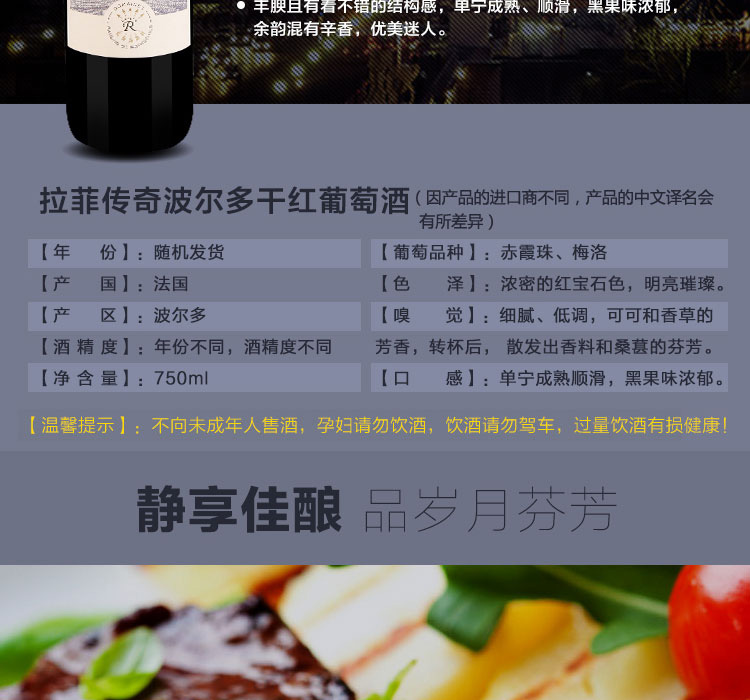 丰腴且有着不错的结构感，单宁成熟、顺滑，黑果味浓郁，
余韵混有辛香，优美迷人。
R
拉菲传奇波尔多干红葡萄酒（因产品的进口商不同，产品的中文译名会
有所差异）
【年 份】：随机发货
【葡萄品种】：赤霞珠、梅洛
【产 国】：法国
【色 泽】：浓密的红宝石色，明亮璀璨。
【产 区】：波尔多
【嗅 觉】：细腻、低调，可可和香草的
【酒 精 度】：年份不同，酒精度不同
芳香，转杯后， 散发出香料和桑葚的芬芳。
【净 含 量】：750ml
【口 感】：单宁成熟顺滑，黑果味浓郁。
【温馨提示】：不向未成年人售酒，孕妇请勿饮酒，饮酒请勿驾车，过量饮酒有损健康！
静享佳酿 品岁月芬芳